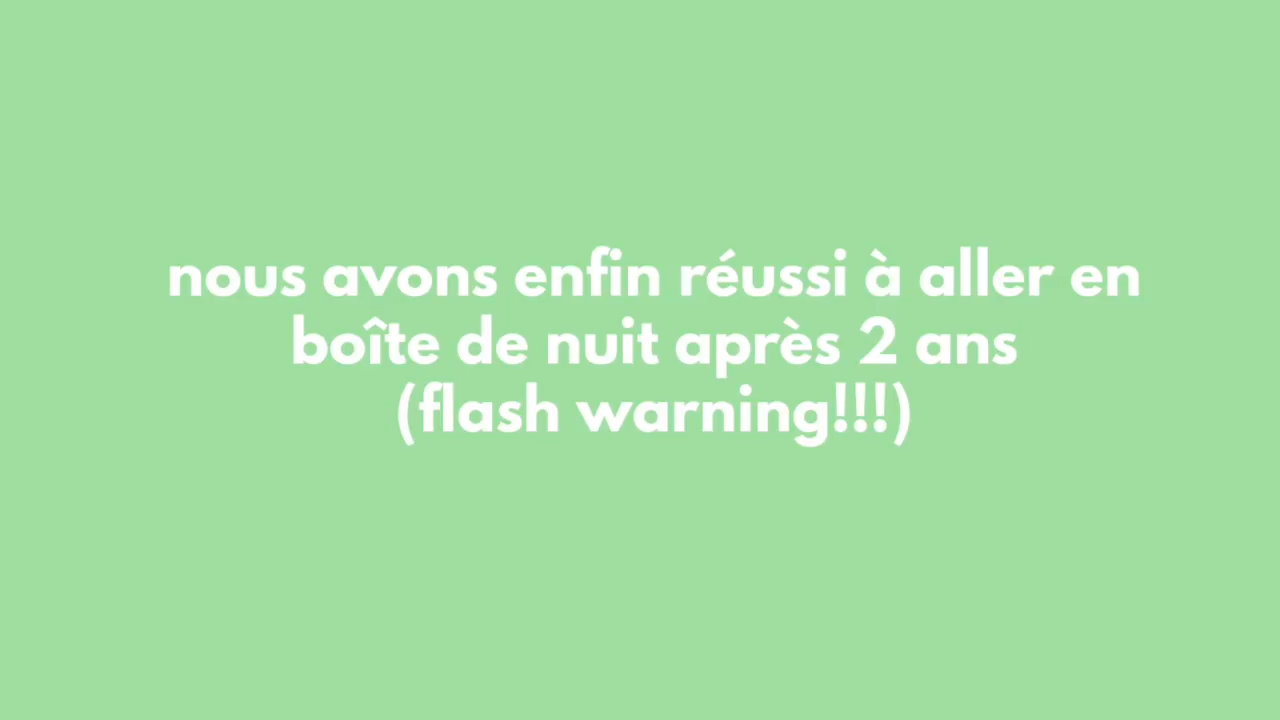 nous avons enfin réussi à aller en
boîte de nuit après 2 ans
(flash warning!!!)